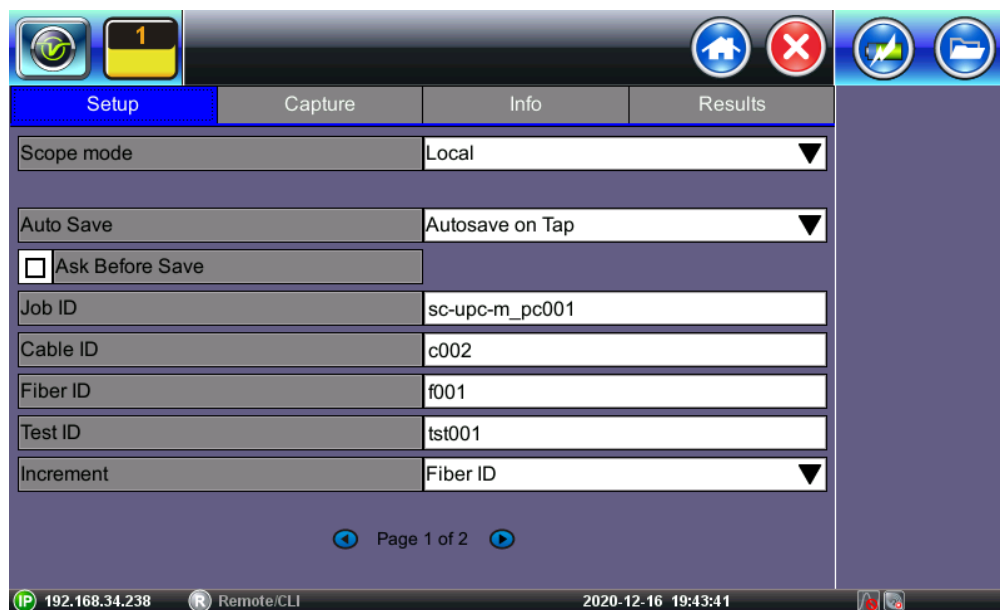 1
Setup Capture Info Results
Scope mode Local
Auto Save Autosave on Tap
Ask Before Save
Job ID sc-upc-m_pc001
Cable ID c002
Fiber ID f001
Test ID tst001
Increment Fiber ID
Page 1 of 2
IP 192.168.34.238 R Remote/CLI 2020-12-16 19:43:41